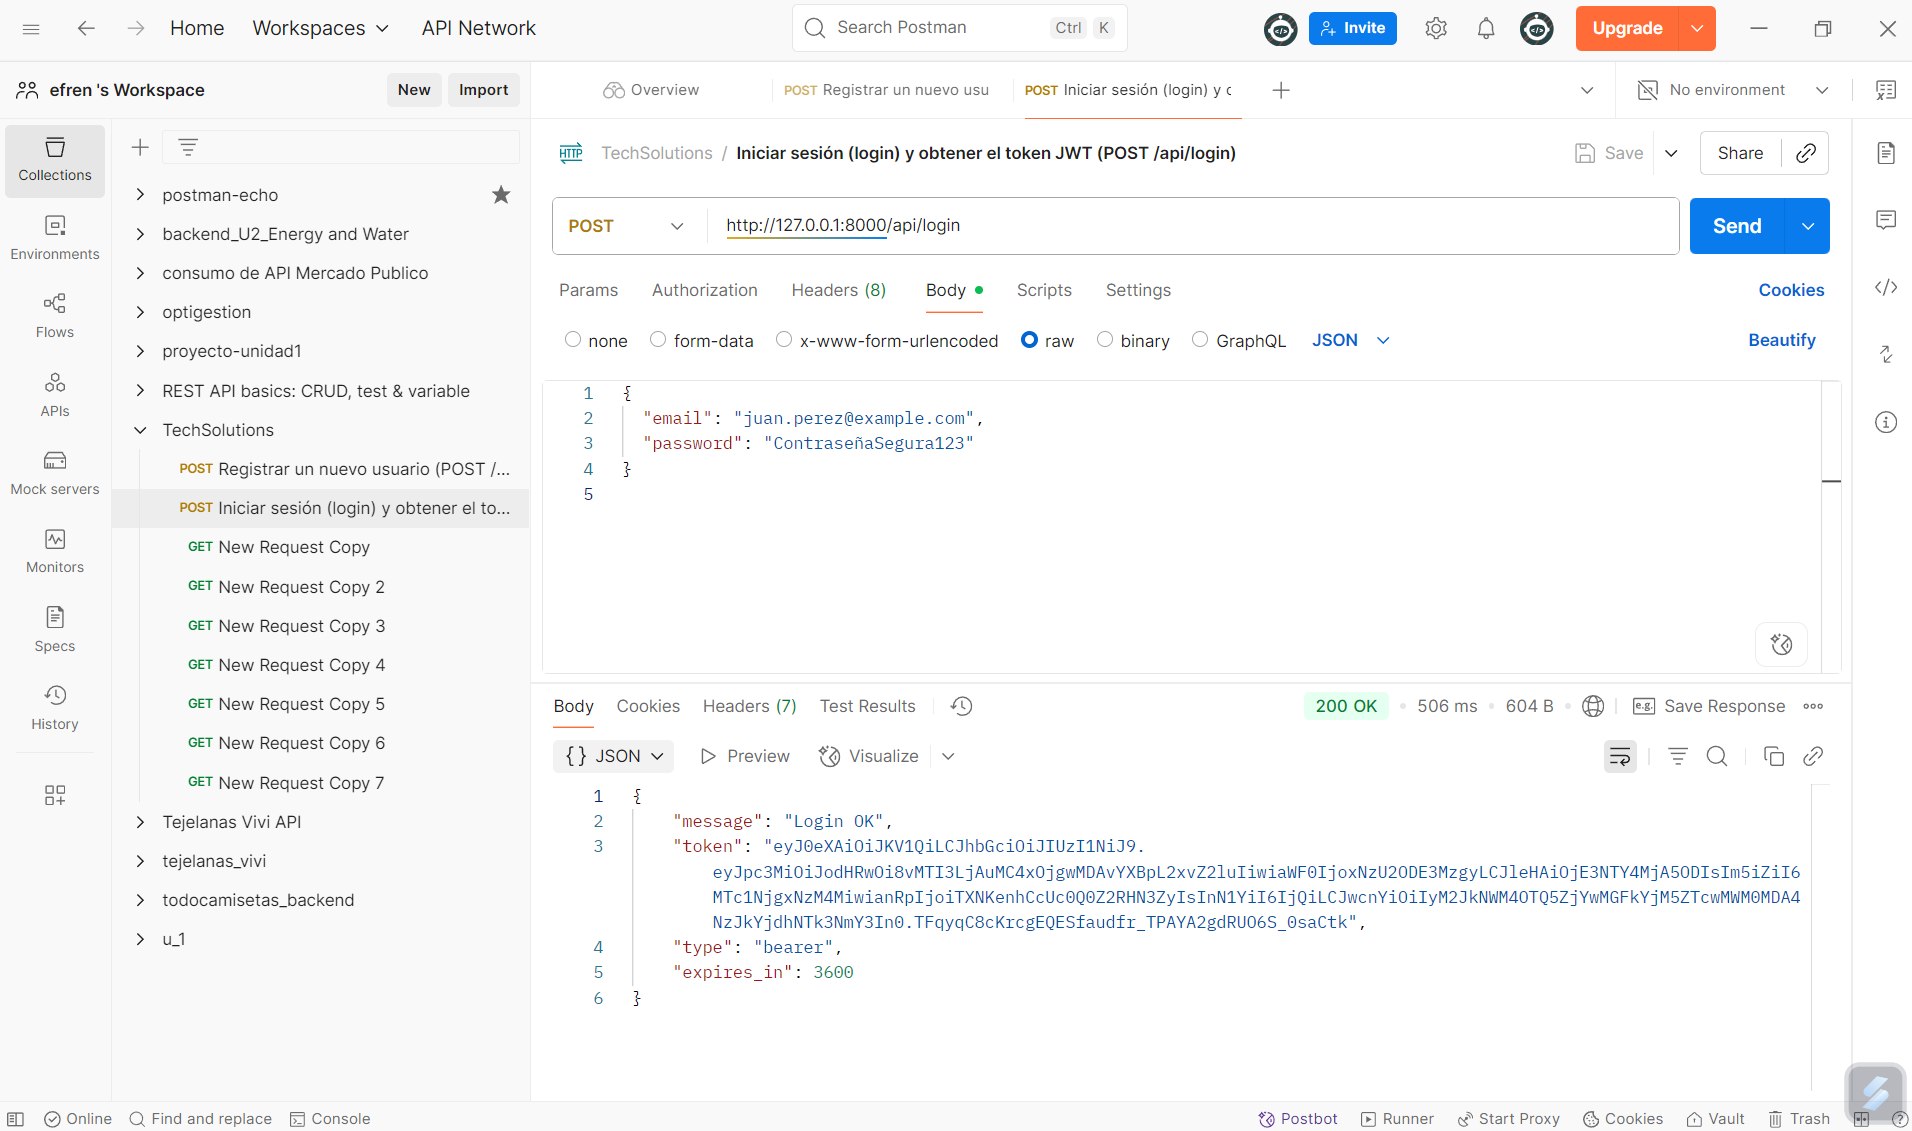 Home
Workspaces
API Network
Search Postman
Ctrl K
Invite
Upgrade
efren 's Workspace
New
Import
Overview
POST Registrar un nuevo usu
POST Iniciar sesión (login) y c
No environment
Collections
Environments
Flows
APIs
Mock servers
Monitors
Specs
History
postman-echo
backend_U2_Energy and Water
consumo de API Mercado Publico
optigestion
proyecto-unidad1
REST API basics: CRUD, test & variable
TechSolutions
POST Registrar un nuevo usuario (POST /...
POST Iniciar sesión (login) y obtener el to...
GET New Request Copy
GET New Request Copy 2
GET New Request Copy 3
GET New Request Copy 4
GET New Request Copy 5
GET New Request Copy 6
GET New Request Copy 7
Tejelanas Vivi API
tejelanas_vivi
todocamisetas_backend
u_1
HTTP TechSolutions / Iniciar sesión (login) y obtener el token JWT (POST /api/login)
Save
Share
POST http://127.0.0.1:8000/api/login
Send
Params Authorization Headers (8) Body Scripts Settings
Cookies
none form-data x-www-form-urlencoded raw binary GraphQL JSON
Beautify
1 {
2 "email": "juan.perez@example.com",
3 "password": "ContraseñaSegura123"
4 }
5
Body Cookies Headers (7) Test Results
200 OK 506 ms 604 B
e.g. Save Response
{} JSON Preview Visualize
1 {
2 "message": "Login OK",
3 "token": "eyJ0eXAiOiJKV1QiLCJhbGciOiJIUzI1NiJ9.
eyJpc3MiOiJodHRwOi8vMTI3LjAuMC4xOjgwMDAvYXBpL2xvZ2luIiwiaWF0IjoxNzU2ODE3MzgyLCJleHAiOjE3NTY4MjA5ODIsIm5iZiI6
MTc1NjgxNzM4MiwianRpIjoiTXNKenhCcUc0Q0Z2RHN3ZyIsInN1YiI6IjQiLCJwcnYiOiIyM2JkNWM4OTQ5ZjYwMGFkYjM5ZTcwMWM0MDA4
NzJkYjdhNTk3NmY3In0.TFqyqC8cKrcgEQESfaudfr_TPAYA2gdRUO6S_0saCtk",
4 "type": "bearer",
5 "expires_in": 3600
6 }
Online
Find and replace
Console
Postbot
Runner
Start Proxy
Cookies
Vault
Trash